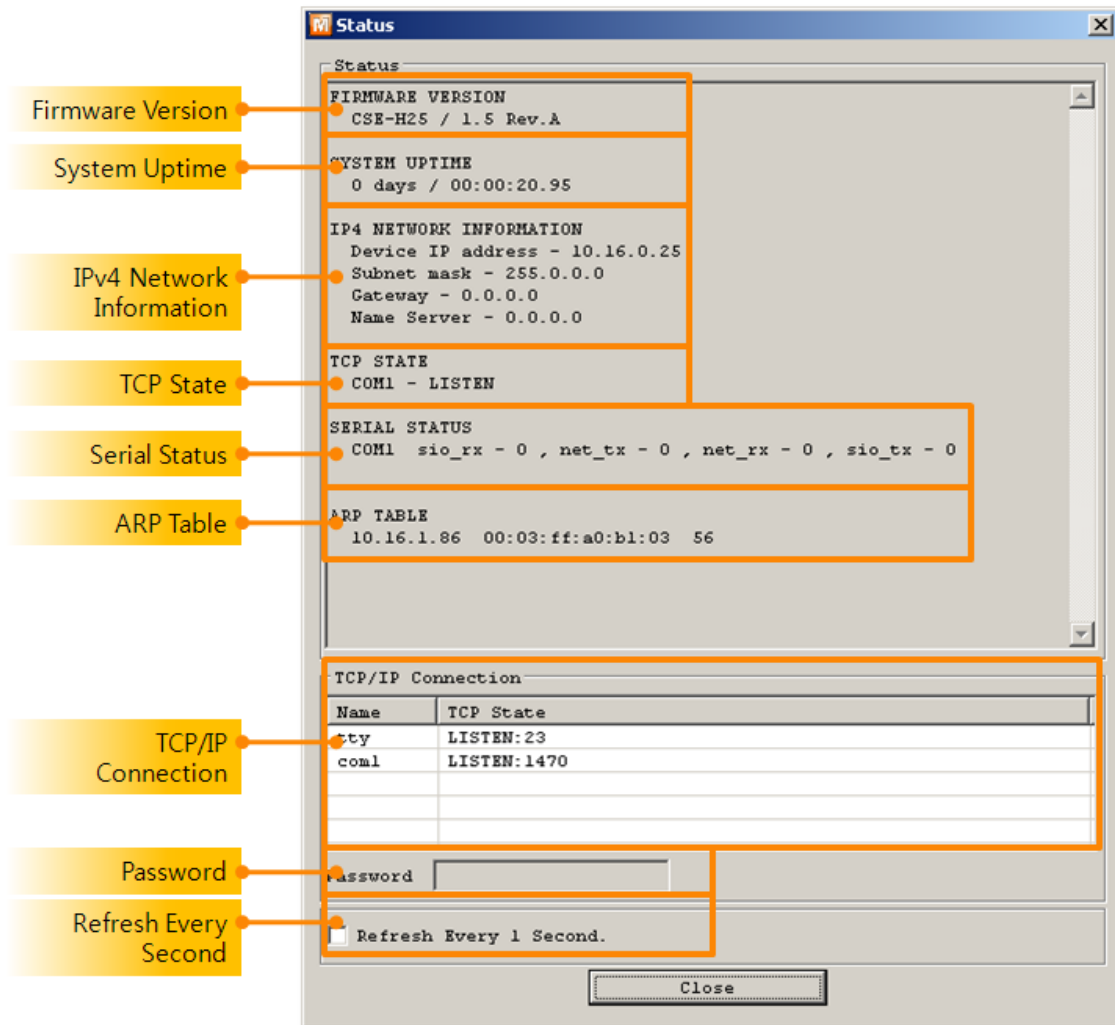 Status
Status
Firmware Version
FIRMWARE VERSION
CSE-H25 / 1.5 Rev.A
System Uptime
SYSTEM UPTIME
0 days / 00:00:20.95
IPv4 Network
Information
IP4 NETWORK INFORMATION
Device IP address - 10.16.0.25
Subnet mask - 255.0.0.0
Gateway - 0.0.0.0
Name Server - 0.0.0.0
TCP State
TCP STATE
COM1 - LISTEN
Serial Status
SERIAL STATUS
COM1 sio_rx - 0 , net_tx - 0 , net_rx - 0 , sio_tx - 0
ARP Table
ARP TABLE
10.16.1.86 00:03:ff:a0:b1:03 56
TCP/IP
Connection
TCP/IP Connection
Name TCP State
tty LISTEN:23
com1 LISTEN:1470
Password
Password
Refresh Every
Second
Refresh Every 1 Second.
Close